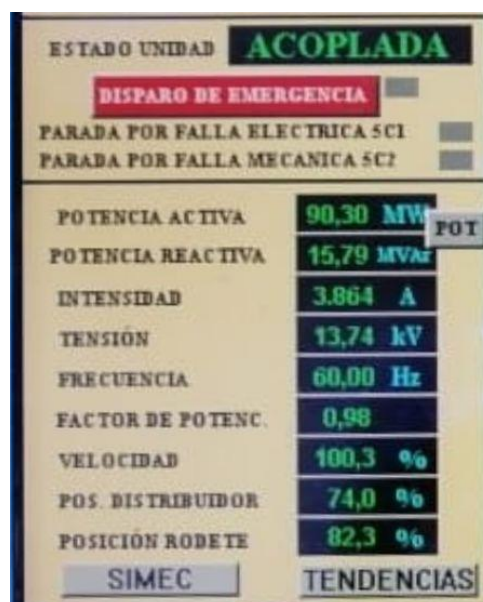 ESTADO UNIDAD ACOPLADA
DISPARO DE EMERGENCIA
PARADA POR FALLA ELECTRICA 5C1
PARADA POR FALLA MECANICA 5C2
POTENCIA ACTIVA 90,30 MW
POT
POTENCIA REACTIVA 15,79 MVAr
INTENSIDAD 3.864 A
TENSIÓN 13,74 kV
FRECUENCIA 60,00 Hz
FACTOR DE POTENC. 0,98
VELOCIDAD 100,3 %
POS. DISTRIBUIDOR 74,0 %
POSICIÓN RODETE 82,3 %
SIMEC TENDENCIAS